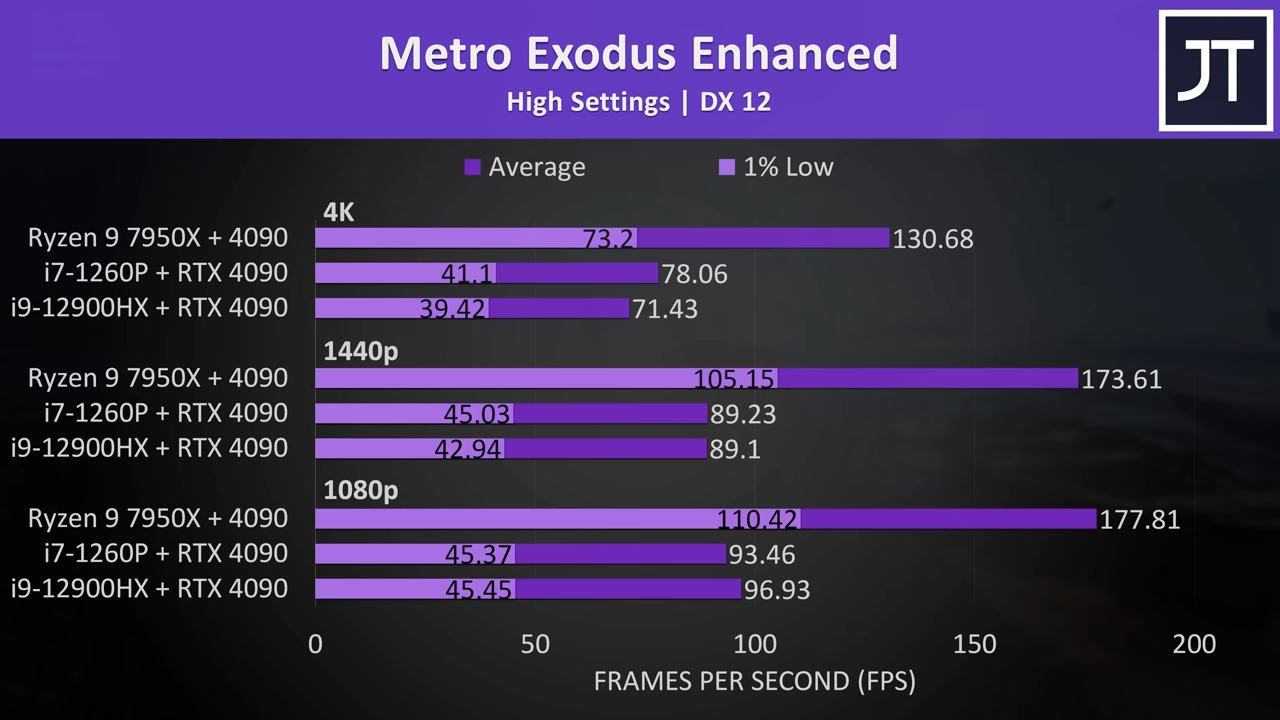 Metro Exodus Enhanced
High Settings | DX 12
JT
Average 1% Low
4K
Ryzen 9 7950X + 4090 73.2 130.68
i7-1260P + RTX 4090 41.1 78.06
i9-12900HX + RTX 4090 39.42 71.43
1440p
Ryzen 9 7950X + 4090 105.15 173.61
i7-1260P + RTX 4090 45.03 89.23
i9-12900HX + RTX 4090 42.94 89.1
1080p
Ryzen 9 7950X + 4090 110.42 177.81
i7-1260P + RTX 4090 45.37 93.46
i9-12900HX + RTX 4090 45.45 96.93
0 50 100 150 200
FRAMES PER SECOND (FPS)